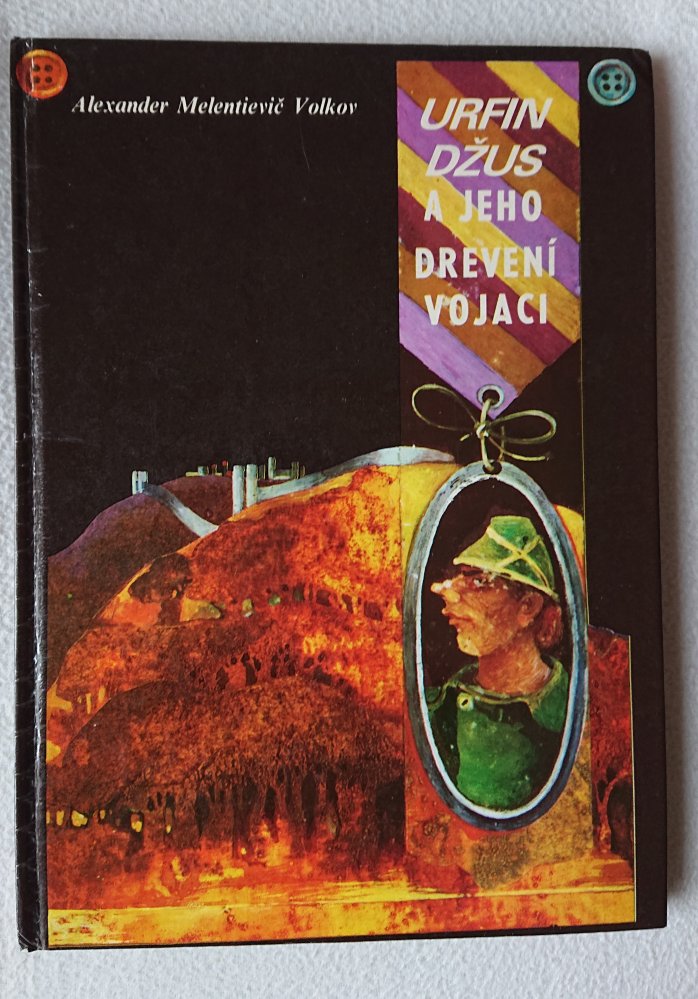 Alexander Melentievič Volkov
URFIN
DŽUS
A JEHO
DREVENÍ
VOJACI